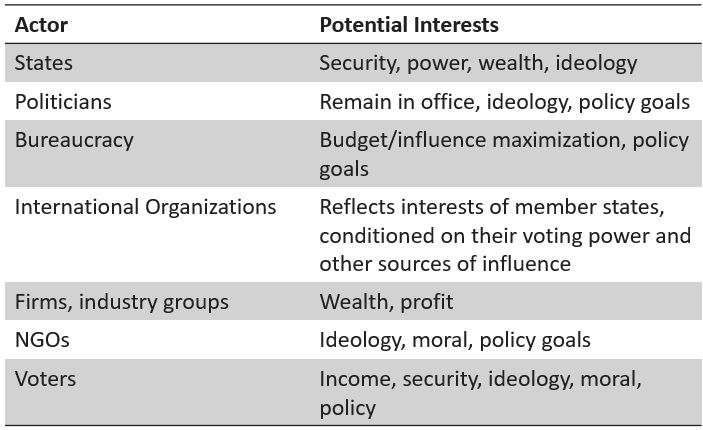 Actor Potential Interests
States Security, power, wealth, ideology
Politicians Remain in office, ideology, policy goals
Bureaucracy Budget/influence maximization, policy
goals
International Organizations Reflects interests of member states,
conditioned on their voting power and
other sources of influence
Firms, industry groups Wealth, profit
NGOs Ideology, moral, policy goals
Voters Income, security, ideology, moral,
policy